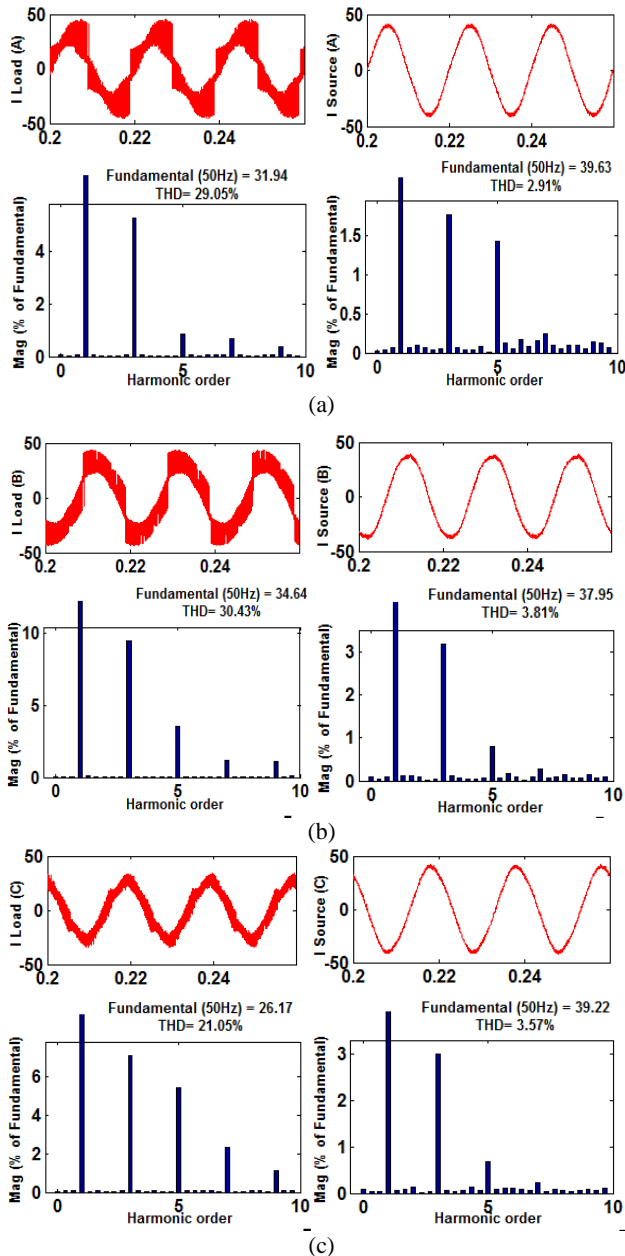 I Load (A)
50
0
-50
0.2 0.22 0.24
I Source (A)
50
0
-50
0.2 0.22 0.24
Fundamental (50Hz) = 31.94
THD= 29.05%
Mag (% of Fundamental)
4
2
0
0 5 10
Harmonic order
Fundamental (50Hz) = 39.63
THD= 2.91%
Mag (% of Fundamental)
1.5
1
0.5
0
0 5 10
Harmonic order
(a)
I Load (B)
50
0
-50
0.2 0.22 0.24
I Source (B)
50
0
-50
0.2 0.22 0.24
Fundamental (50Hz) = 34.64
THD= 30.43%
Mag (% of Fundamental)
10
5
0
0 5 10
Harmonic order
Fundamental (50Hz) = 37.95
THD= 3.81%
Mag (% of Fundamental)
3
2
1
0
0 5 10
Harmonic order
(b)
I Load (C)
50
0
-50
0.2 0.22 0.24
I Source (C)
50
0
-50
0.2 0.22 0.24
Fundamental (50Hz) = 26.17
THD= 21.05%
Mag (% of Fundamental)
6
4
2
0
0 5 10
Harmonic order
Fundamental (50Hz) = 39.22
THD= 3.57%
Mag (% of Fundamental)
3
2
1
0
0 5 10
Harmonic order
(c)